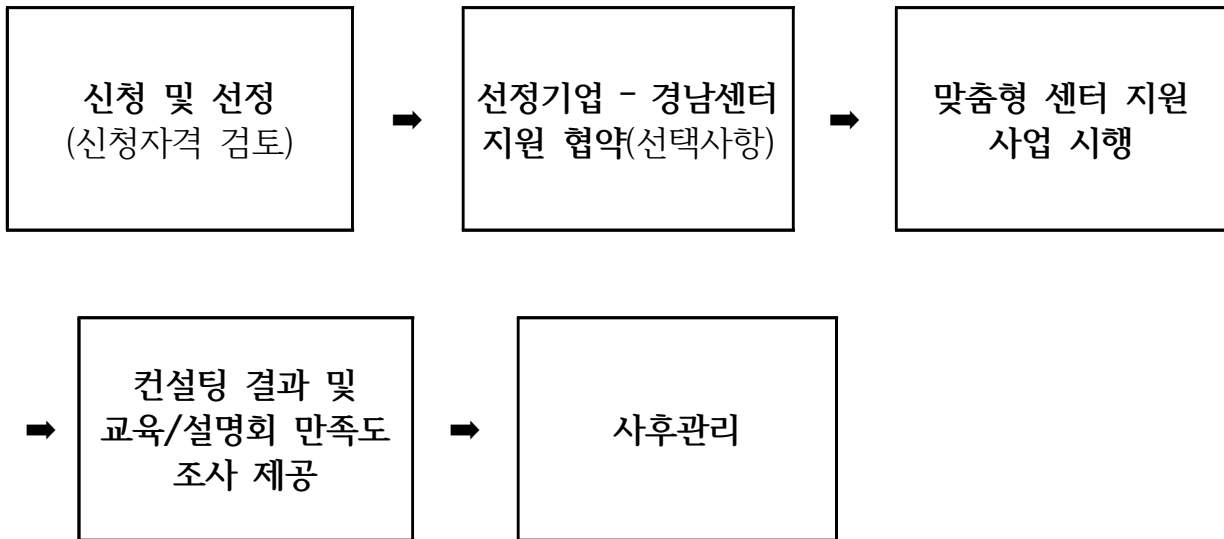 신청 및 선정
(신청자격 검토)
➡
선정기업 - 경남센터
지원 협약(선택사항)
➡
맞춤형 센터 지원
사업 시행
➡
컨설팅 결과 및
교육/설명회 만족도
조사 제공
➡
사후관리